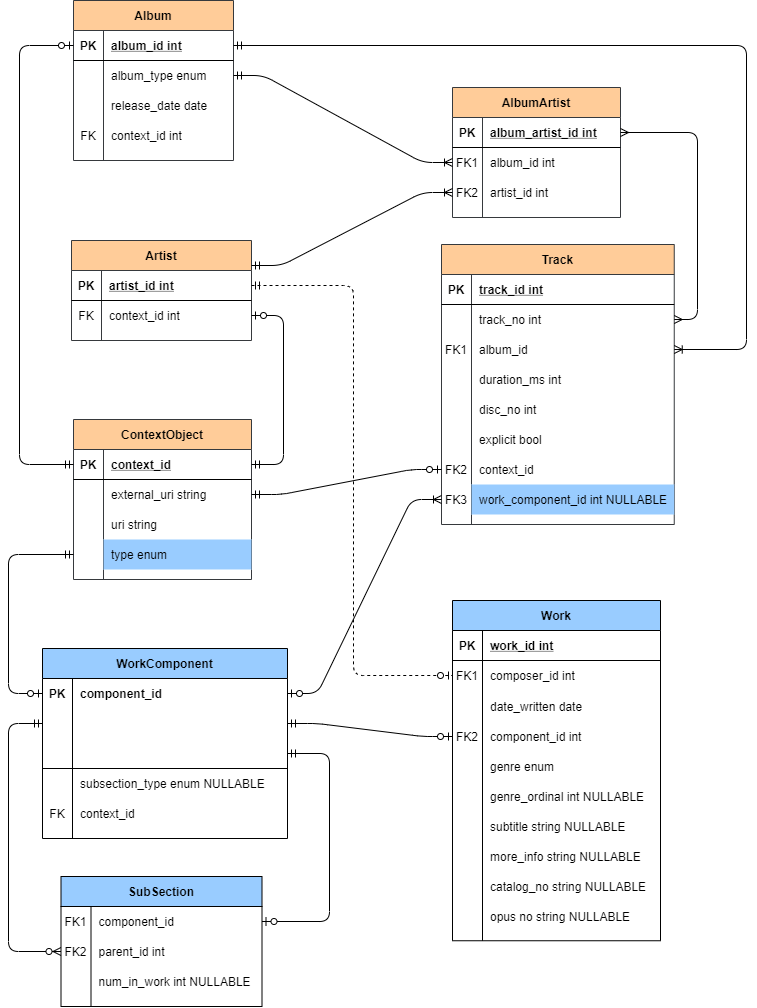 Album
PK album_id int
album_type enum
release_date date
FK context_id int
AlbumArtist
PK album_artist_id int
FK1 album_id int
FK2 artist_id int
Artist
PK artist_id int
FK context_id int
Track
PK track_id int
track_no int
FK1 album_id
duration_ms int
disc_no int
explicit bool
FK2 context_id
FK3 work_component_id int NULLABLE
ContextObject
PK context_id
external_uri string
uri string
type enum
Work
PK work_id int
FK1 composer_id int
date_written date
FK2 component_id int
genre enum
genre_ordinal int NULLABLE
subtitle string NULLABLE
more_info string NULLABLE
catalog_no string NULLABLE
opus no string NULLABLE
WorkComponent
PK component_id
subsection_type enum NULLABLE
FK context_id
SubSection
FK1 component_id
FK2 parent_id int
num_in_work int NULLABLE